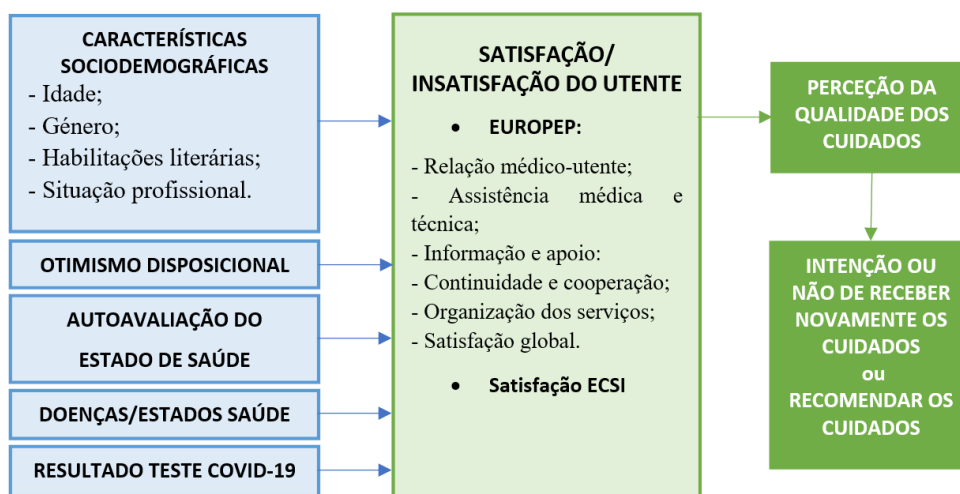 CARACTERÍSTICAS
SOCIODEMOGRÁFICAS
- Idade;
- Género;
- Habilitações literárias;
- Situação profissional.
OTIMISMO DISPOSICIONAL
AUTOAVALIAÇÃO DO
ESTADO DE SAÚDE
DOENÇAS/ESTADOS SAÚDE
RESULTADO TESTE COVID-19
SATISFAÇÃO/
INSATISFAÇÃO DO UTENTE
• EUROPEP:
- Relação médico-utente;
- Assistência médica e
técnica;
- Informação e apoio:
- Continuidade e cooperação;
- Organização dos serviços;
- Satisfação global.
• Satisfação ECSI
PERCEÇÃO DA
QUALIDADE DOS
CUIDADOS
INTENÇÃO OU
NÃO DE RECEBER
NOVAMENTE OS
CUIDADOS
ou
RECOMENDAR OS
CUIDADOS